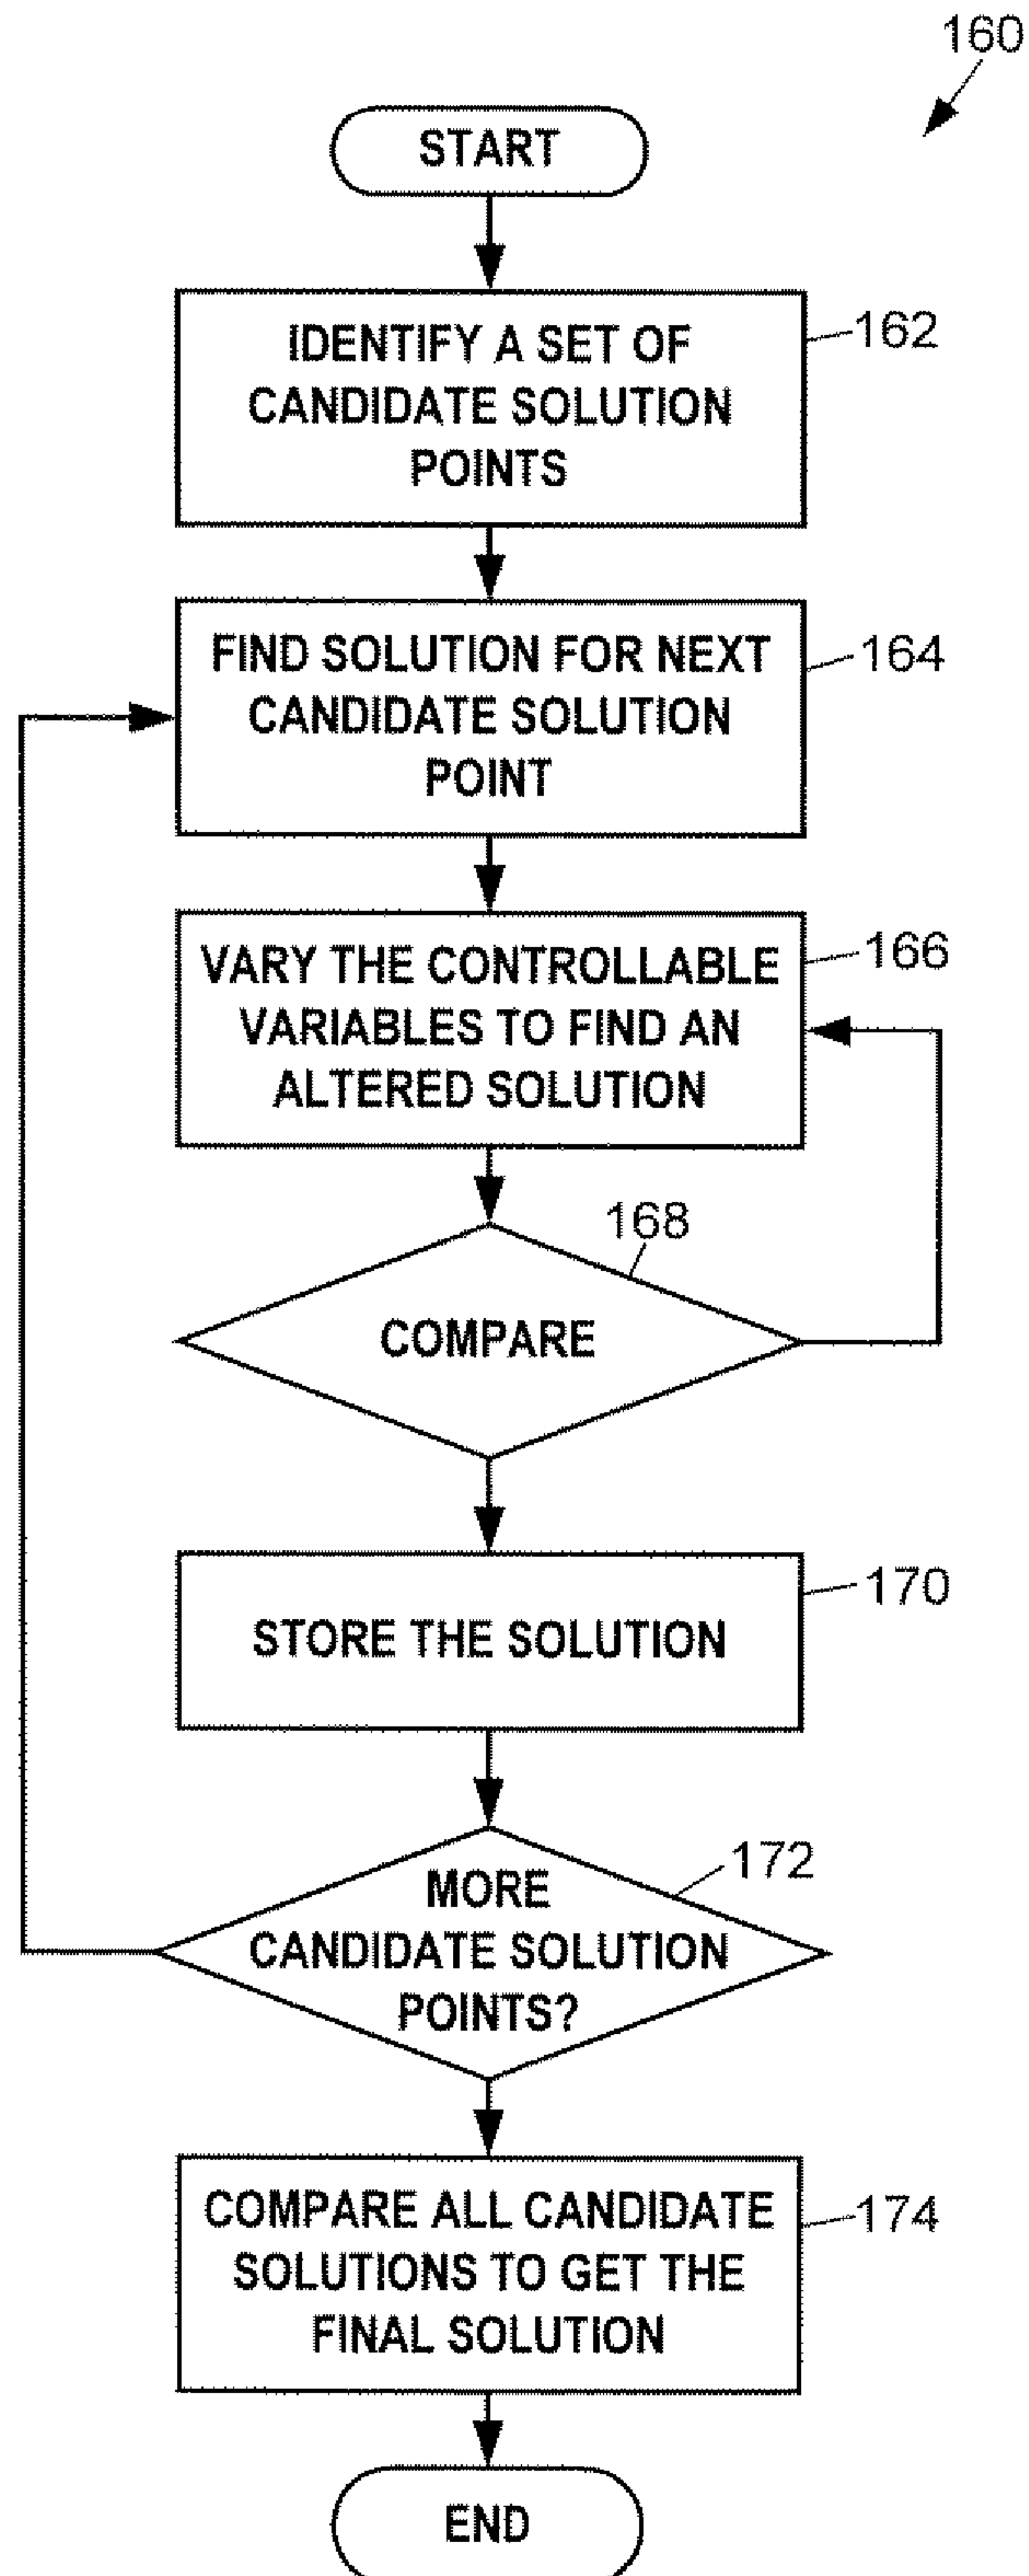 160
START
IDENTIFY A SET OF
CANDIDATE SOLUTION
POINTS
162
FIND SOLUTION FOR NEXT
CANDIDATE SOLUTION
POINT
164
VARY THE CONTROLLABLE
VARIABLES TO FIND AN
ALTERED SOLUTION
166
168
COMPARE
STORE THE SOLUTION
170
MORE
CANDIDATE SOLUTION
POINTS?
172
COMPARE ALL CANDIDATE
SOLUTIONS TO GET THE
FINAL SOLUTION
174
END